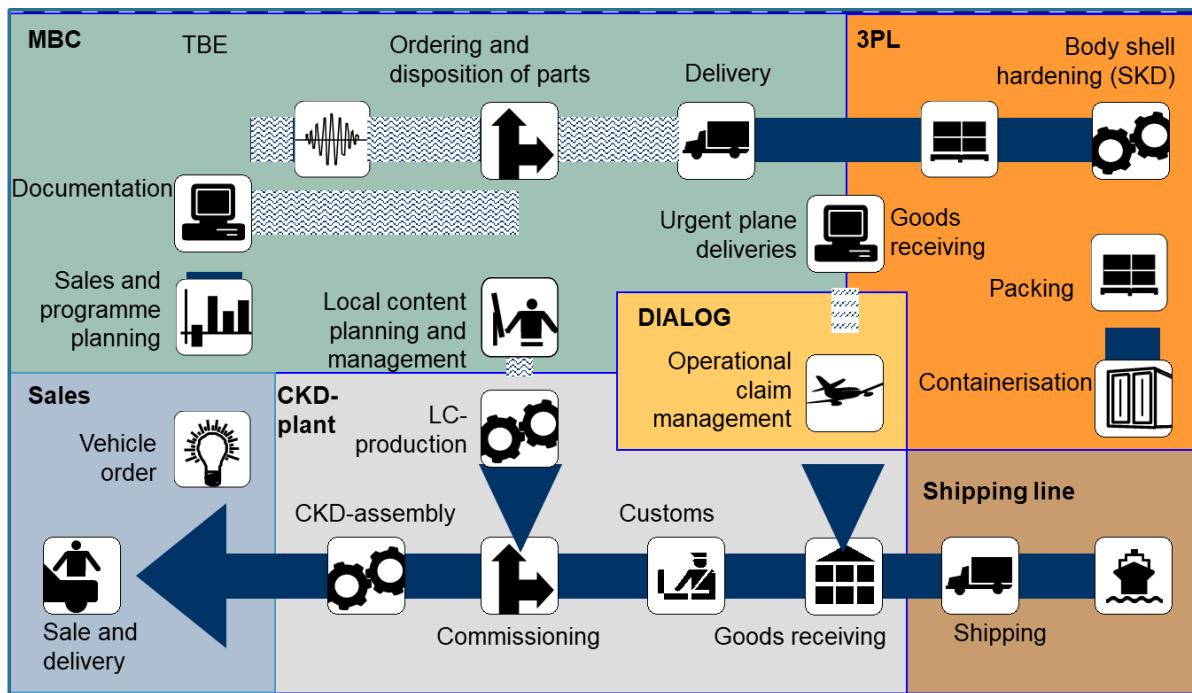 MBC
TBE
Ordering and
disposition of parts
Delivery
3PL
Body shell
hardening (SKD)
Documentation
Urgent plane
deliveries
Goods
receiving
Sales and
programme
planning
Local content
planning and
management
Packing
DIALOG
Operational
claim
management
Containerisation
Sales
Vehicle
order
CKD-
plant
LC-
production
Shipping line
CKD-assembly
Customs
Sale and
delivery
Commissioning
Goods receiving
Shipping